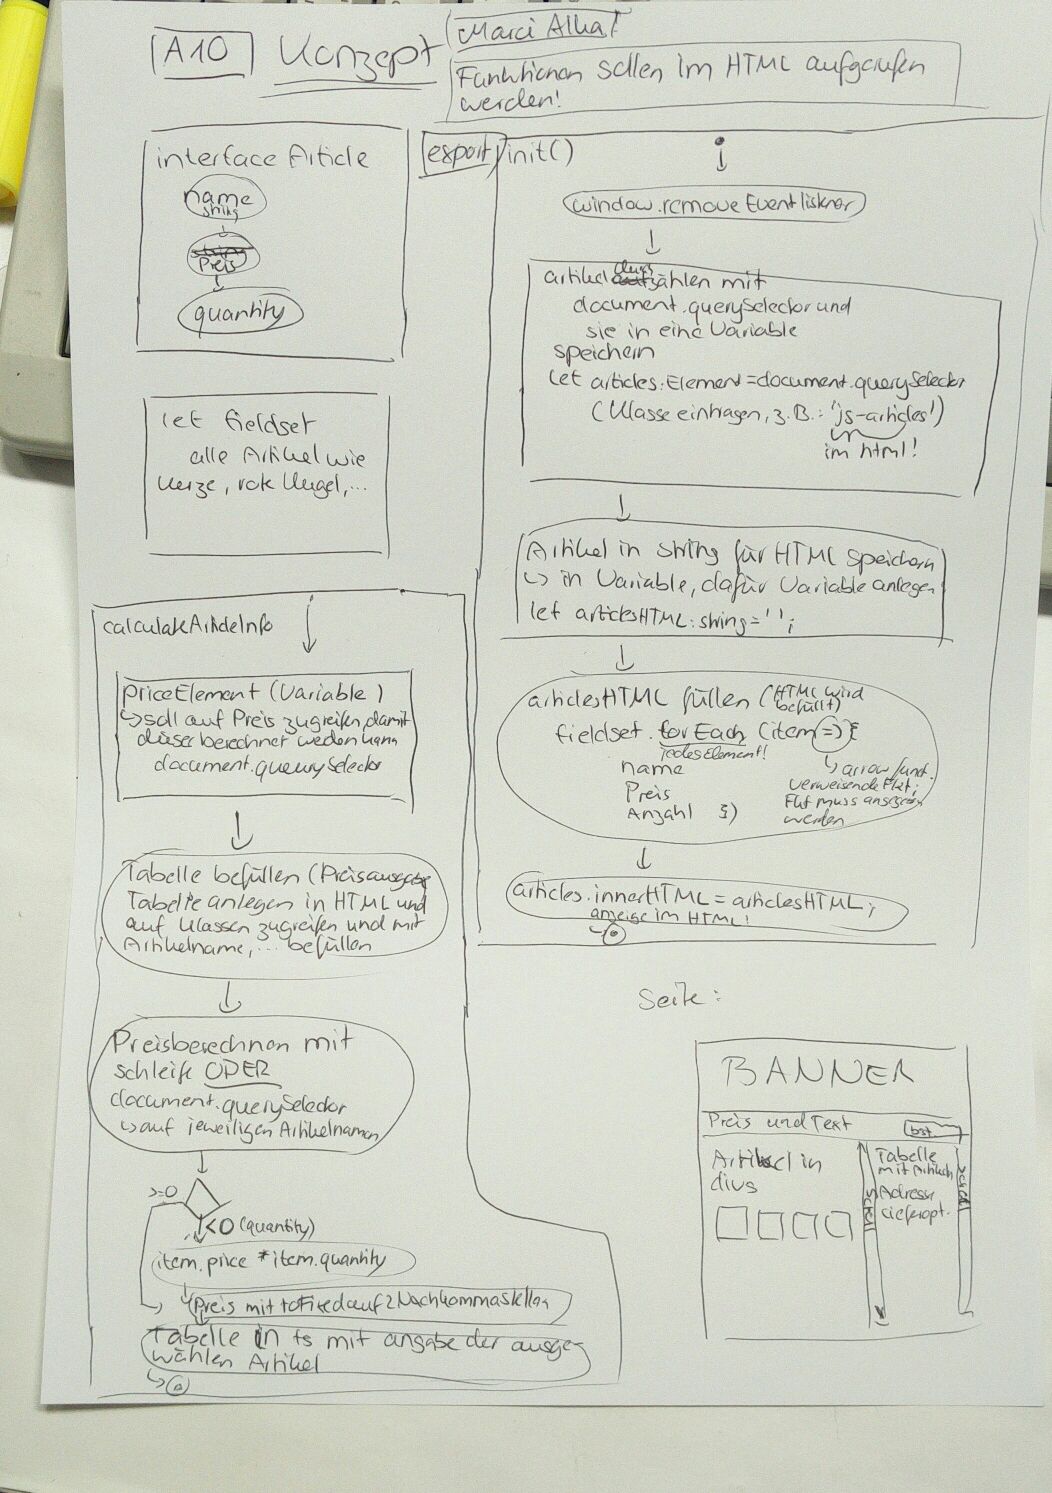 A10 Konzept
Funktionen sollen im HTML aufgerufen
werden!
interface Article
name
string
Preis
quantity
let fieldset
alle Artikel wie
Kerze, rote Kugel,...
export init()
window.removeEventlistener
artikel durchzählen mit
document.querySelector und
sie in eine Variable
speichern
let articles:Element=document.querySelector
(Klasse eintragen, z.B.: 'js-articles')
im html!
Artikel in string für HTML speichern
↳ in Variable, dafür Variable anlegen
let articlesHTML:string='';
articlesHTML füllen (HTML wird
befüllt)
fieldset.forEach (item=>{
jedes Element!
name
Preis
Anzahl })
↳ arrow funct.
verweisende Fkt;
Fkt muss
werden
articles.innerHTML=articlesHTML;
anzeige im HTML!
calculateArticleInfo
priceElement (Variable)
↳ soll auf Preis zugreifen, damit
dieser berechnet werden kann
document.querySelector
Tabelle befüllen (Preisausgabe
Tabelle anlegen in HTML und
auf Klassen zugreifen und mit
Artikelname,... befüllen
Preisberechnen mit
schleife ODER
document.querySelector
↳ auf jeweiligen Artikelnamen
>=0
<0 (quantity)
item.price * item.quantity
Preis mit toFixed auf 2 Nachkommastellen
Tabelle in ts mit angabe der ausge
wählen Artikel
Seite:
BANNER
Preis und Text
best.
Artikel in
divs
scroll
Tabelle
mit Artikeln
Adresse
Lieferopt.
scroll